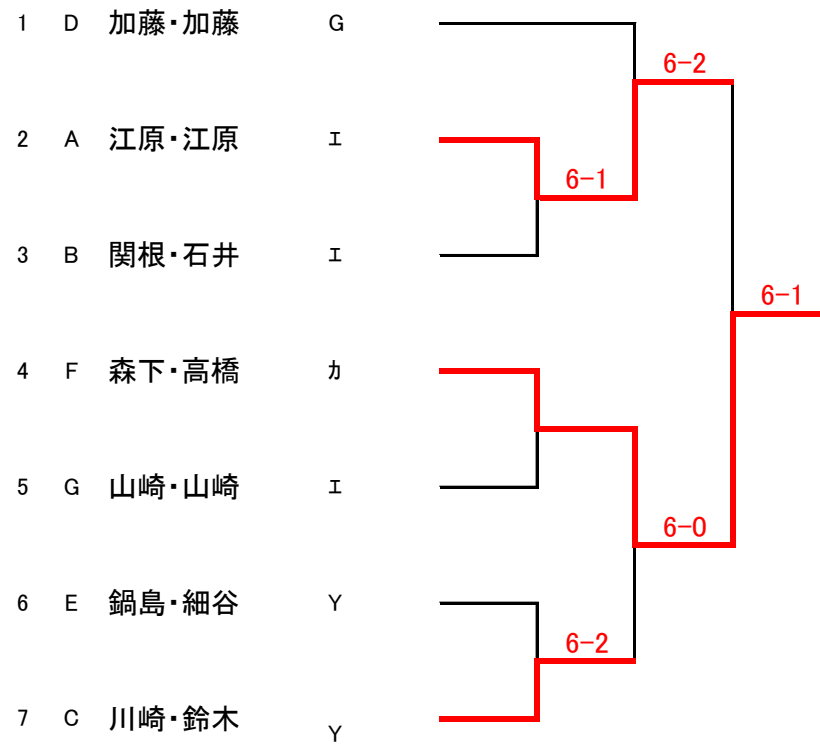 1 D 加藤・加藤 G
6-2
2 A 江原・江原 ｴ
6-1
3 B 関根・石井 ｴ
6-1
4 F 森下・高橋 ｶ
5 G 山崎・山崎 ｴ
6-0
6 E 鍋島・細谷 Y
6-2
7 C 川崎・鈴木 Y